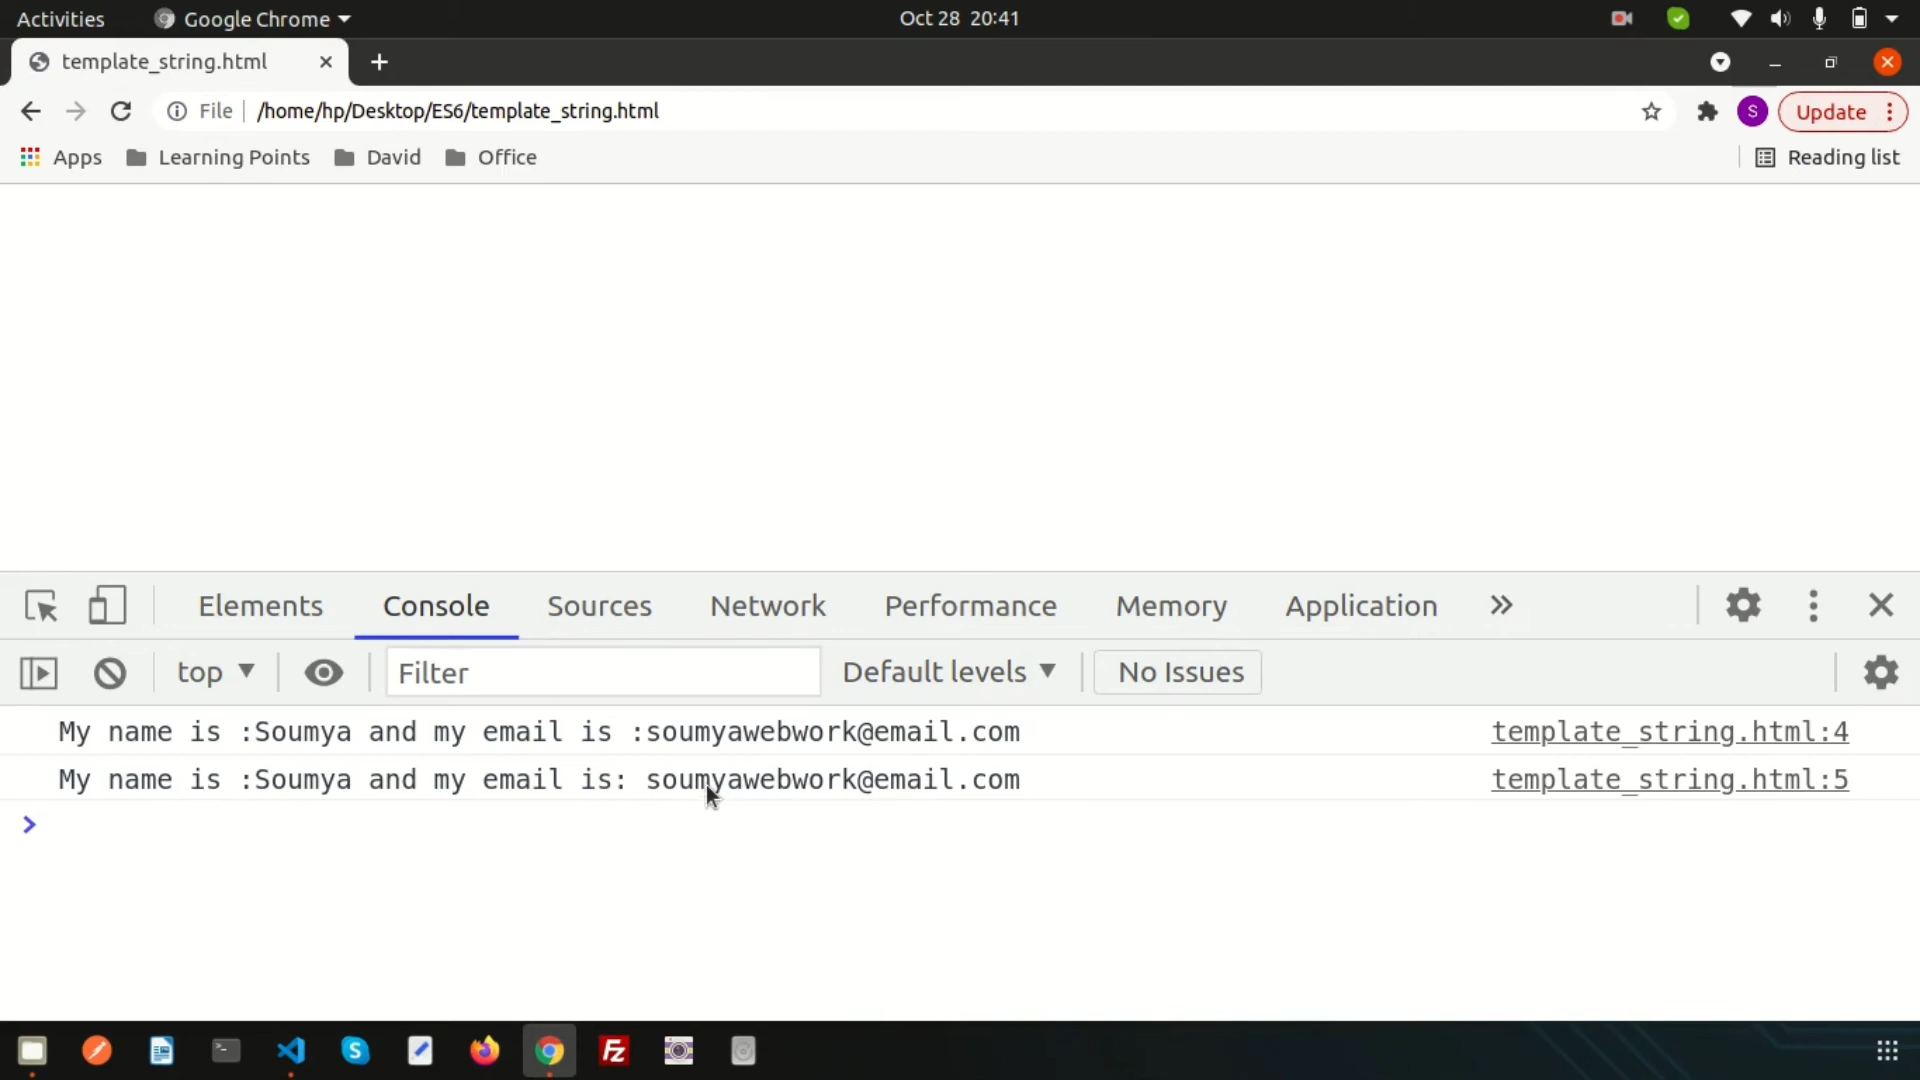 Activities Google Chrome Oct 28 20:41
template_string.html
File /home/hp/Desktop/ES6/template_string.html S Update
Apps Learning Points David Office Reading list
Elements Console Sources Network Performance Memory Application
top Filter Default levels No Issues
My name is :Soumya and my email is :soumyawebwork@email.com template_string.html:4
My name is :Soumya and my email is: soumyawebwork@email.com template_string.html:5
>